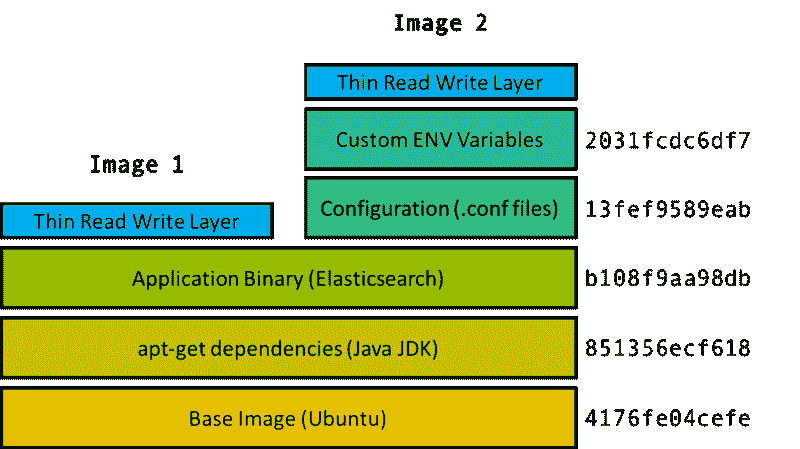 Image 2
Thin Read Write Layer
Custom ENV Variables 2031fcdc6df7
Image 1
Configuration (.conf files) 13fef9589eab
Thin Read Write Layer
Application Binary (Elasticsearch) b108f9aa98db
apt-get dependencies (Java JDK) 851356ecf618
Base Image (Ubuntu) 4176fe04cefe